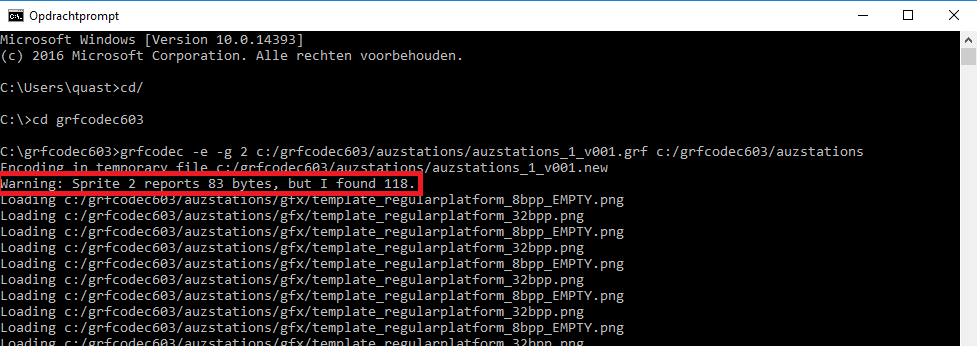 Opdrachtprompt
Microsoft Windows [Version 10.0.14393]
(c) 2016 Microsoft Corporation. Alle rechten voorbehouden.
C:\Users\quast>cd/
C:\>cd grfcodec603
C:\grfcodec603>grfcodec -e -g 2 c:/grfcodec603/auzstations/auzstations_1_v001.grf c:/grfcodec603/auzstations
Encoding in temporary file c:/grfcodec603/auzstations/auzstations_1_v001.new
Warning: Sprite 2 reports 83 bytes, but I found 118.
Loading c:/grfcodec603/auzstations/gfx/template_regularplatform_8bpp_EMPTY.png
Loading c:/grfcodec603/auzstations/gfx/template_regularplatform_32bpp.png
Loading c:/grfcodec603/auzstations/gfx/template_regularplatform_8bpp_EMPTY.png
Loading c:/grfcodec603/auzstations/gfx/template_regularplatform_32bpp.png
Loading c:/grfcodec603/auzstations/gfx/template_regularplatform_8bpp_EMPTY.png
Loading c:/grfcodec603/auzstations/gfx/template_regularplatform_32bpp.png
Loading c:/grfcodec603/auzstations/gfx/template_regularplatform_8bpp_EMPTY.png
Loading c:/grfcodec603/auzstations/gfx/template_regularplatform_32bpp.png
Loading c:/grfcodec603/auzstations/gfx/template_regularplatform_8bpp_EMPTY.png
Loading c:/grfcodec603/auzstations/gfx/template_regularplatform_32bpp.png